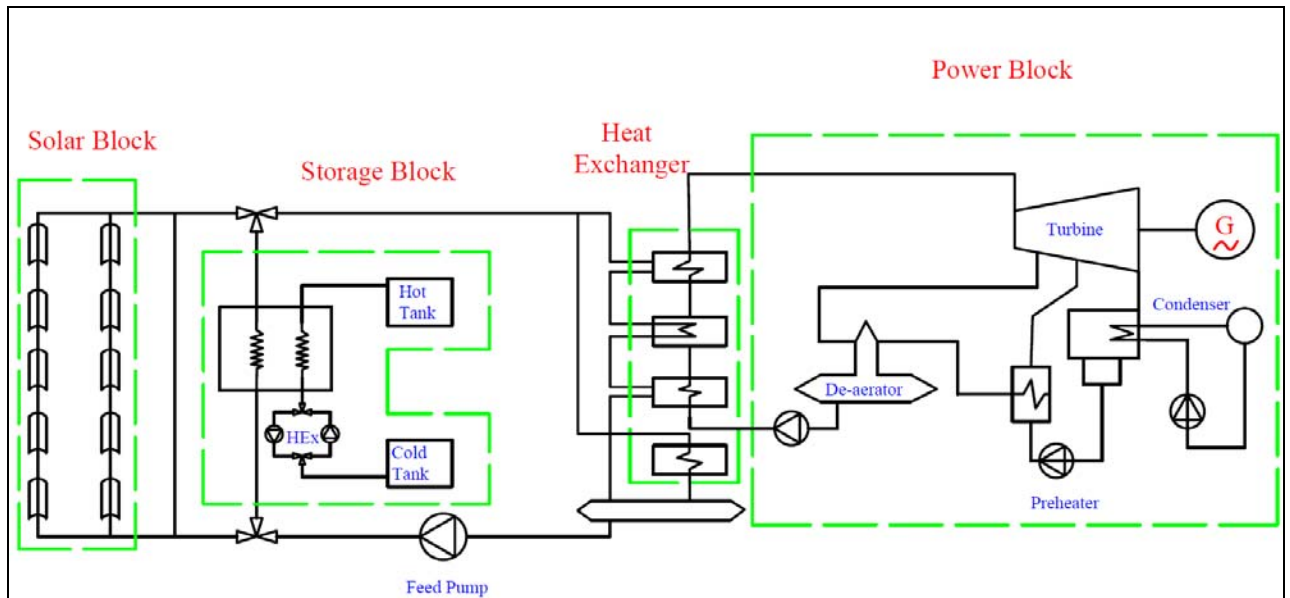 Power Block
Heat
Exchanger
Solar Block
Storage Block
Turbine
G
Hot
Tank
Condenser
De-aerator
HEx
Cold
Tank
Preheater
Feed Pump